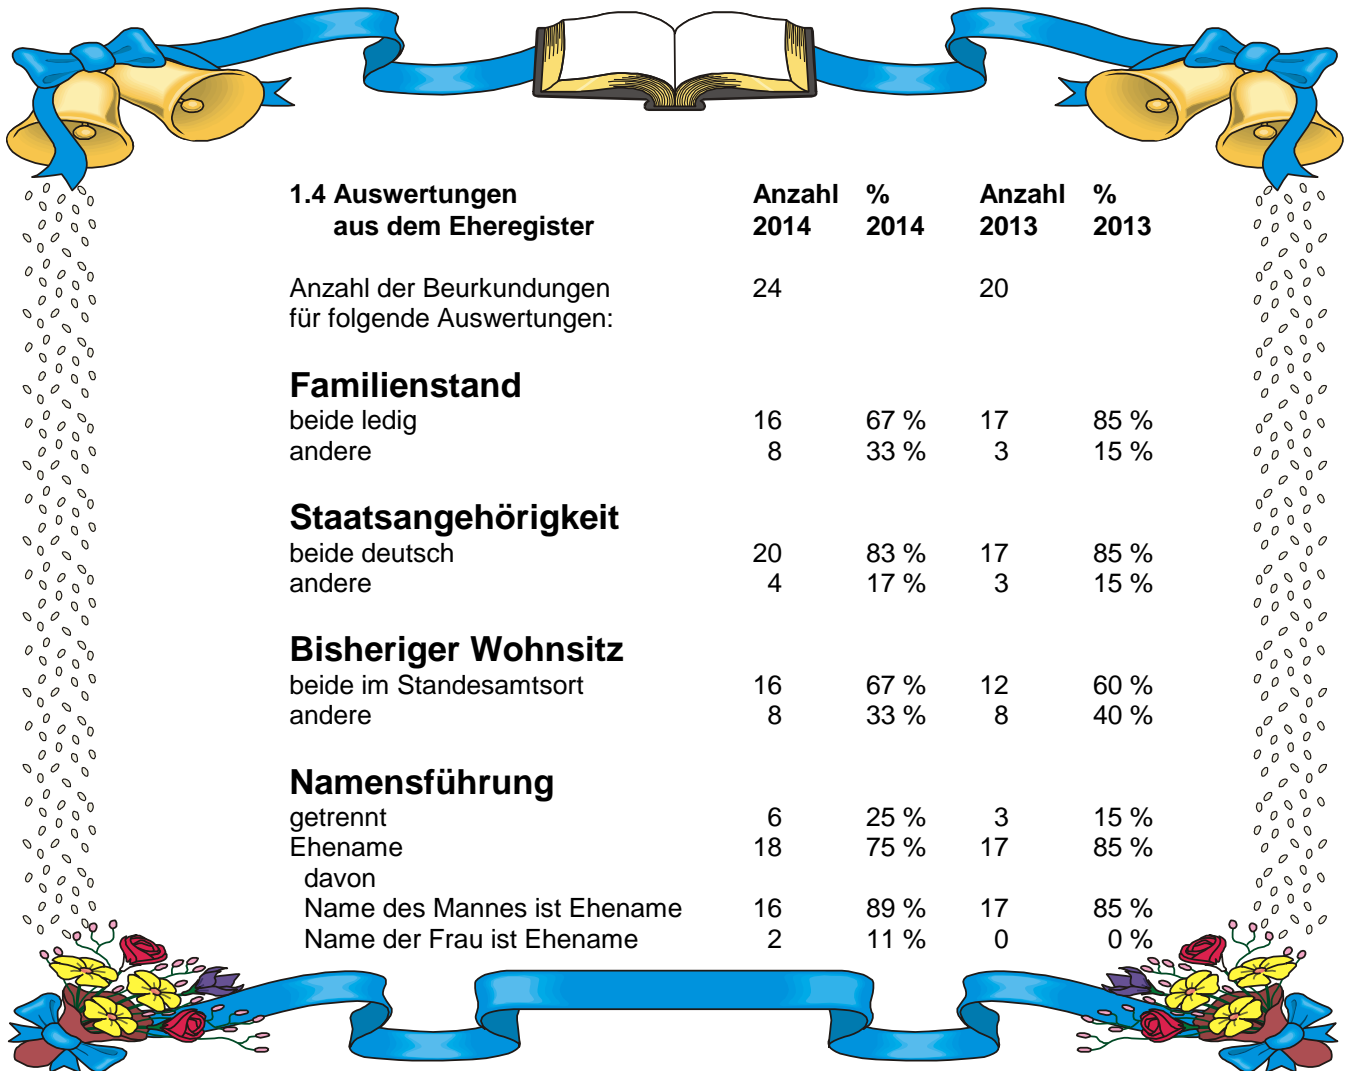 1.4 Auswertungen Anzahl % Anzahl %
aus dem Eheregister 2014 2014 2013 2013
Anzahl der Beurkundungen 24 20
für folgende Auswertungen:
Familienstand
beide ledig 16 67 % 17 85 %
andere 8 33 % 3 15 %
Staatsangehörigkeit
beide deutsch 20 83 % 17 85 %
andere 4 17 % 3 15 %
Bisheriger Wohnsitz
beide im Standesamtsort 16 67 % 12 60 %
andere 8 33 % 8 40 %
Namensführung
getrennt 6 25 % 3 15 %
Ehename 18 75 % 17 85 %
davon
Name des Mannes ist Ehename 16 89 % 17 85 %
Name der Frau ist Ehename 2 11 % 0 0 %